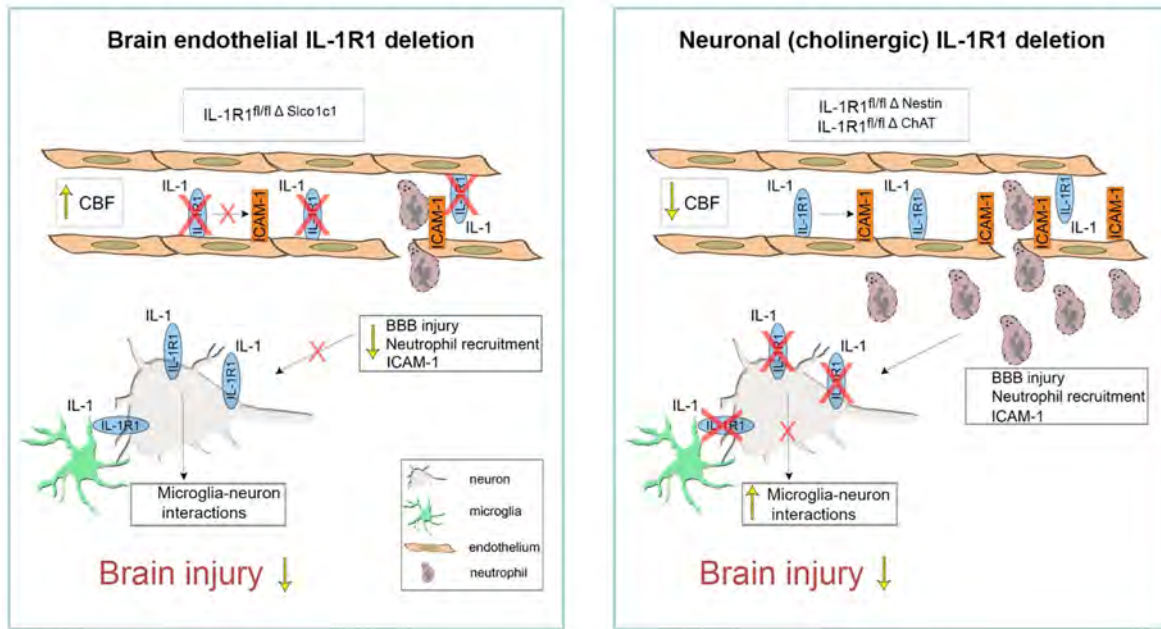 Brain endothelial IL-1R1 deletion
IL-1R1fl/fl Δ Slco1c1
CBF
IL-1
IL-1R1
ICAM-1
IL-1
IL-1R1
ICAM-1
IL-1R1
IL-1
IL-1
IL-1R1
IL-1
IL-1R1
BBB injury
Neutrophil recruitment
ICAM-1
IL-1
IL-1R1
Microglia-neuron
interactions
neuron
microglia
endothelium
neutrophil
Brain injury
Neuronal (cholinergic) IL-1R1 deletion
IL-1R1fl/fl Δ Nestin
IL-1R1fl/fl Δ ChAT
CBF
IL-1
IL-1R1
ICAM-1
IL-1
IL-1R1
ICAM-1
ICAM-1
IL-1
IL-1R1
ICAM-1
IL-1
IL-1R1
IL-1
IL-1R1
BBB injury
Neutrophil recruitment
ICAM-1
IL-1
IL-1R1
Microglia-neuron
interactions
Brain injury